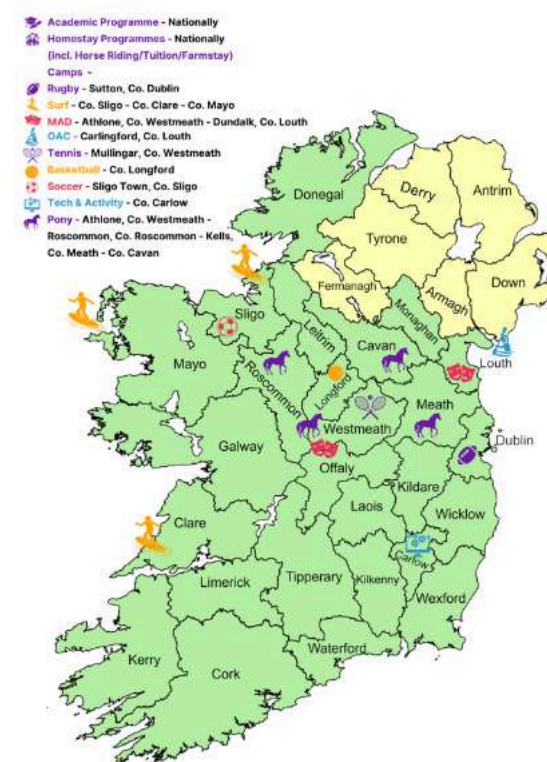 Academic Programme - Nationally
Homestay Programmes - Nationally
(incl. Horse Riding/Tuition/Farmstay)
Camps -
Rugby - Sutton, Co. Dublin
Surf - Co. Sligo - Co. Clare - Co. Mayo
MAD - Athlone, Co. Westmeath - Dundalk, Co. Louth
OAC - Carlingford, Co. Louth
Tennis - Mullingar, Co. Westmeath
Basketball - Co. Longford
Soccer - Sligo Town, Co. Sligo
Tech & Activity - Co. Carlow
Pony - Athlone, Co. Westmeath -
Roscommon, Co. Roscommon - Kells,
Co. Meath - Co. Cavan
Donegal
Derry
Antrim
Tyrone
Fermanagh
Armagh
Down
Monaghan
Sligo
Leitrim
Cavan
Louth
Mayo
Roscommon
Longford
Meath
Westmeath
Dublin
Galway
Offaly
Kildare
Laois
Wicklow
Clare
Carlow
Limerick
Tipperary
Kilkenny
Wexford
Waterford
Kerry
Cork